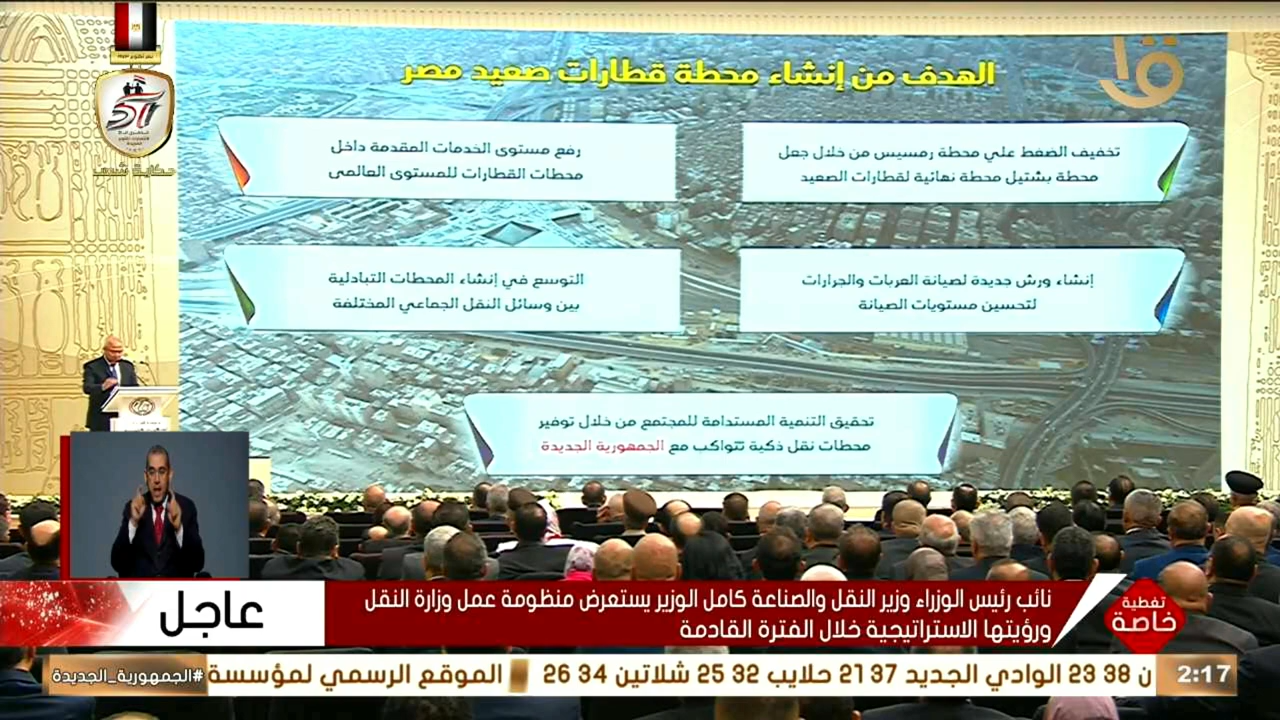 الهدف من إنشاء محطة قطارات صعيد مصر
تخفيف الضغط علي محطة رمسيس من خلال جعل
محطة بشتيل محطة نهائية لقطارات الصعيد
رفع مستوى الخدمات المقدمة داخل
محطات القطارات للمستوى العالمى
إنشاء ورش جديدة لصيانة العربات والجرارات
لتحسين مستويات الصيانة
التوسع في إنشاء المحطات التبادلية
بين وسائل النقل الجماعي المختلفة
تحقيق التنمية المستدامة للمجتمع من خلال توفير
محطات نقل ذكية تتواكب مع الجمهورية الجديدة
حكاية شعب
تغطية
خاصة
نائب رئيس الوزراء وزير النقل والصناعة كامل الوزير يستعرض منظومة عمل وزارة النقل
ورؤيتها الاستراتيجية خلال الفترة القادمة
عاجل
2:17
ن 38 23 الوادي الجديد 37 21 حلايب 32 25 شلاتين 34 26
الموقع الرسمي لمؤسسة
#الجمهورية_الجديدة